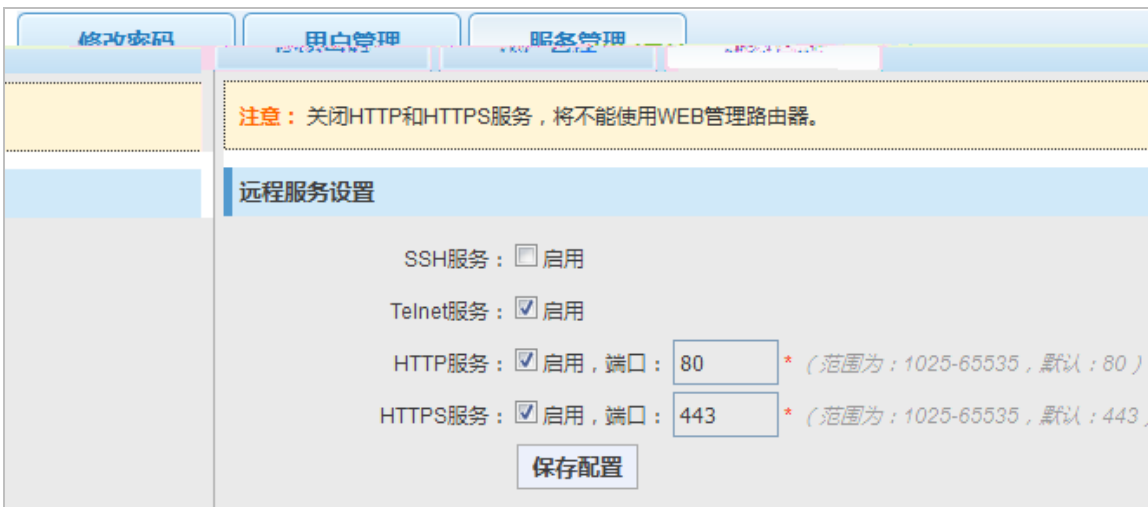 修改密码 用户管理 服务管理
注意：关闭HTTP和HTTPS服务，将不能使用WEB管理路由器。
远程服务设置
SSH服务：启用
Telnet服务：启用
HTTP服务：启用，端口：80 *（范围为：1025-65535，默认：80）
HTTPS服务：启用，端口：443 *（范围为：1025-65535，默认：443）
保存配置